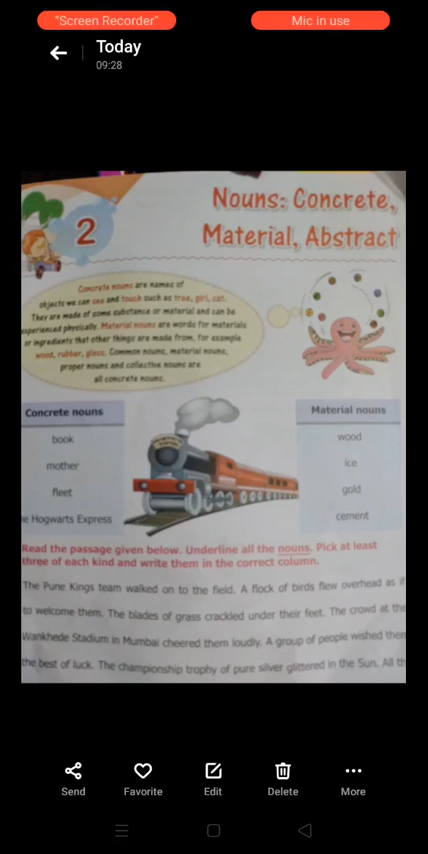 "Screen Recorder"
Mic in use
Today
09:28
Nouns: Concrete,
Material, Abstract
2
Concrete nouns are names of
objects we can see and touch such as tree, girl, cat.
They are made of some substance or material and can be
experienced physically. Material nouns are words for materials
or ingredients that other things are made from, for example
wood, rubber, glass. Common nouns, material nouns,
proper nouns and collective nouns are
all concrete nouns.
Concrete nouns
book
mother
fleet
e Hogwarts Express
Material nouns
wood
ice
gold
cement
Read the passage given below. Underline all the nouns. Pick at least
three of each kind and write them in the correct column.
The Pune Kings team walked on to the field. A flock of birds flew overhead as if
to welcome them. The blades of grass crackled under their feet. The crowd at the
Wankhede Stadium in Mumbai cheered them loudly. A group of people wished them
the best of luck. The championship trophy of pure silver glittered in the Sun. All th
Send
Favorite
Edit
Delete
More